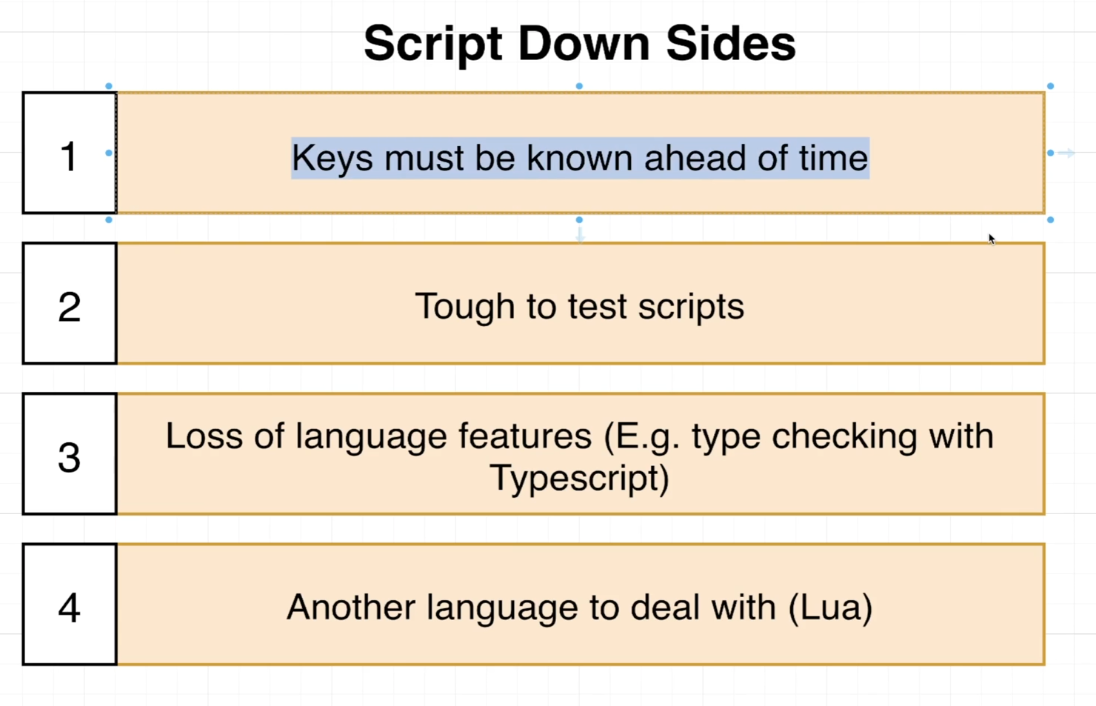 Script Down Sides
1
Keys must be known ahead of time
2
Tough to test scripts
3
Loss of language features (E.g. type checking with
Typescript)
4
Another language to deal with (Lua)